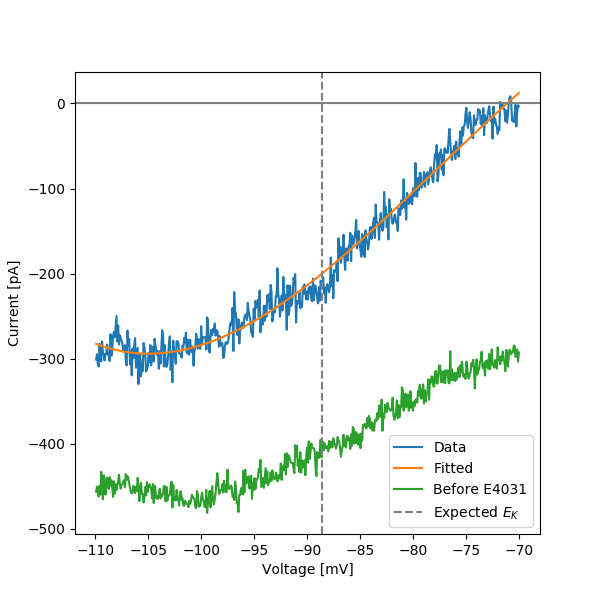 0
−100
−200
−300
−400
−500
Current [pA]
Data
Fitted
Before E4031
Expected E_K
−110 −105 −100 −95 −90 −85 −80 −75 −70
Voltage [mV]